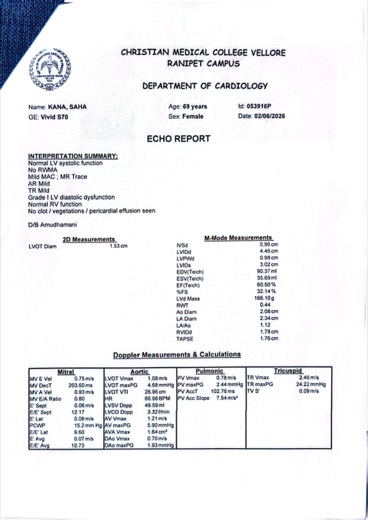 CHRISTIAN MEDICAL COLLEGE VELLORE
RANIPET CAMPUS
DEPARTMENT OF CARDIOLOGY
Name: KANA, SAHA Age: 69 years Id: 053916P
GE: Vivid S70 Sex: Female Date: 02/06/2026
ECHO REPORT
INTERPRETATION SUMMARY:
Normal LV systolic function
No RWMA
Mild MAC ; MR Trace
AR Mild
TR Mild
Grade I LV diastolic dysfunction
Normal RV function
No clot / vegetations / pericardial effusion seen
D/B Amudhamani
2D Measurements
LVOT Diam 1.53 cm
M-Mode Measurements
IVSd 0.96 cm
LVIDd 4.46 cm
LVPWd 0.98 cm
LVIDs 3.02 cm
EDV(Teich) 90.37 ml
ESV(Teich) 35.69 ml
EF(Teich) 60.50 %
%FS 32.14 %
LVd Mass 166.10 g
RWT 0.44
Ao Diam 2.08 cm
LA Diam 2.34 cm
LA/Ao 1.12
RVIDd 1.78 cm
TAPSE 1.76 cm
Doppler Measurements & Calculations
Mitral Aortic Pulmonic Tricuspid
MV E Vel 0.75 m/s LVOT Vmax 1.08 m/s PV Vmax 0.78 m/s TR Vmax 2.46 m/s
MV DecT 203.60 ms LVOT maxPG 4.68 mmHg PV maxPG 2.44 mmHg TR maxPG 24.22 mmHg
MV A Vel 0.93 m/s LVOT VTI 26.96 cm PV AccT 102.76 ms TV S' 0.09 m/s
MV E/A Ratio 0.80 HR 66.98 BPM PV Acc Slope 7.54 m/s²
E' Sept 0.06 m/s LVSV Dopp 49.59 ml
E/E' Sept 12.17 LVCO Dopp 3.32 l/min
E' Lat 0.08 m/s AV Vmax 1.21 m/s
PCWP 15.2 mm Hg AV maxPG 5.90 mmHg
E/E' Lat 9.60 AVA Vmax 1.64 cm²
E' Avg 0.07 m/s DAo Vmax 0.70 m/s
E/E' Avg 10.73 DAo maxPG 1.93 mmHg